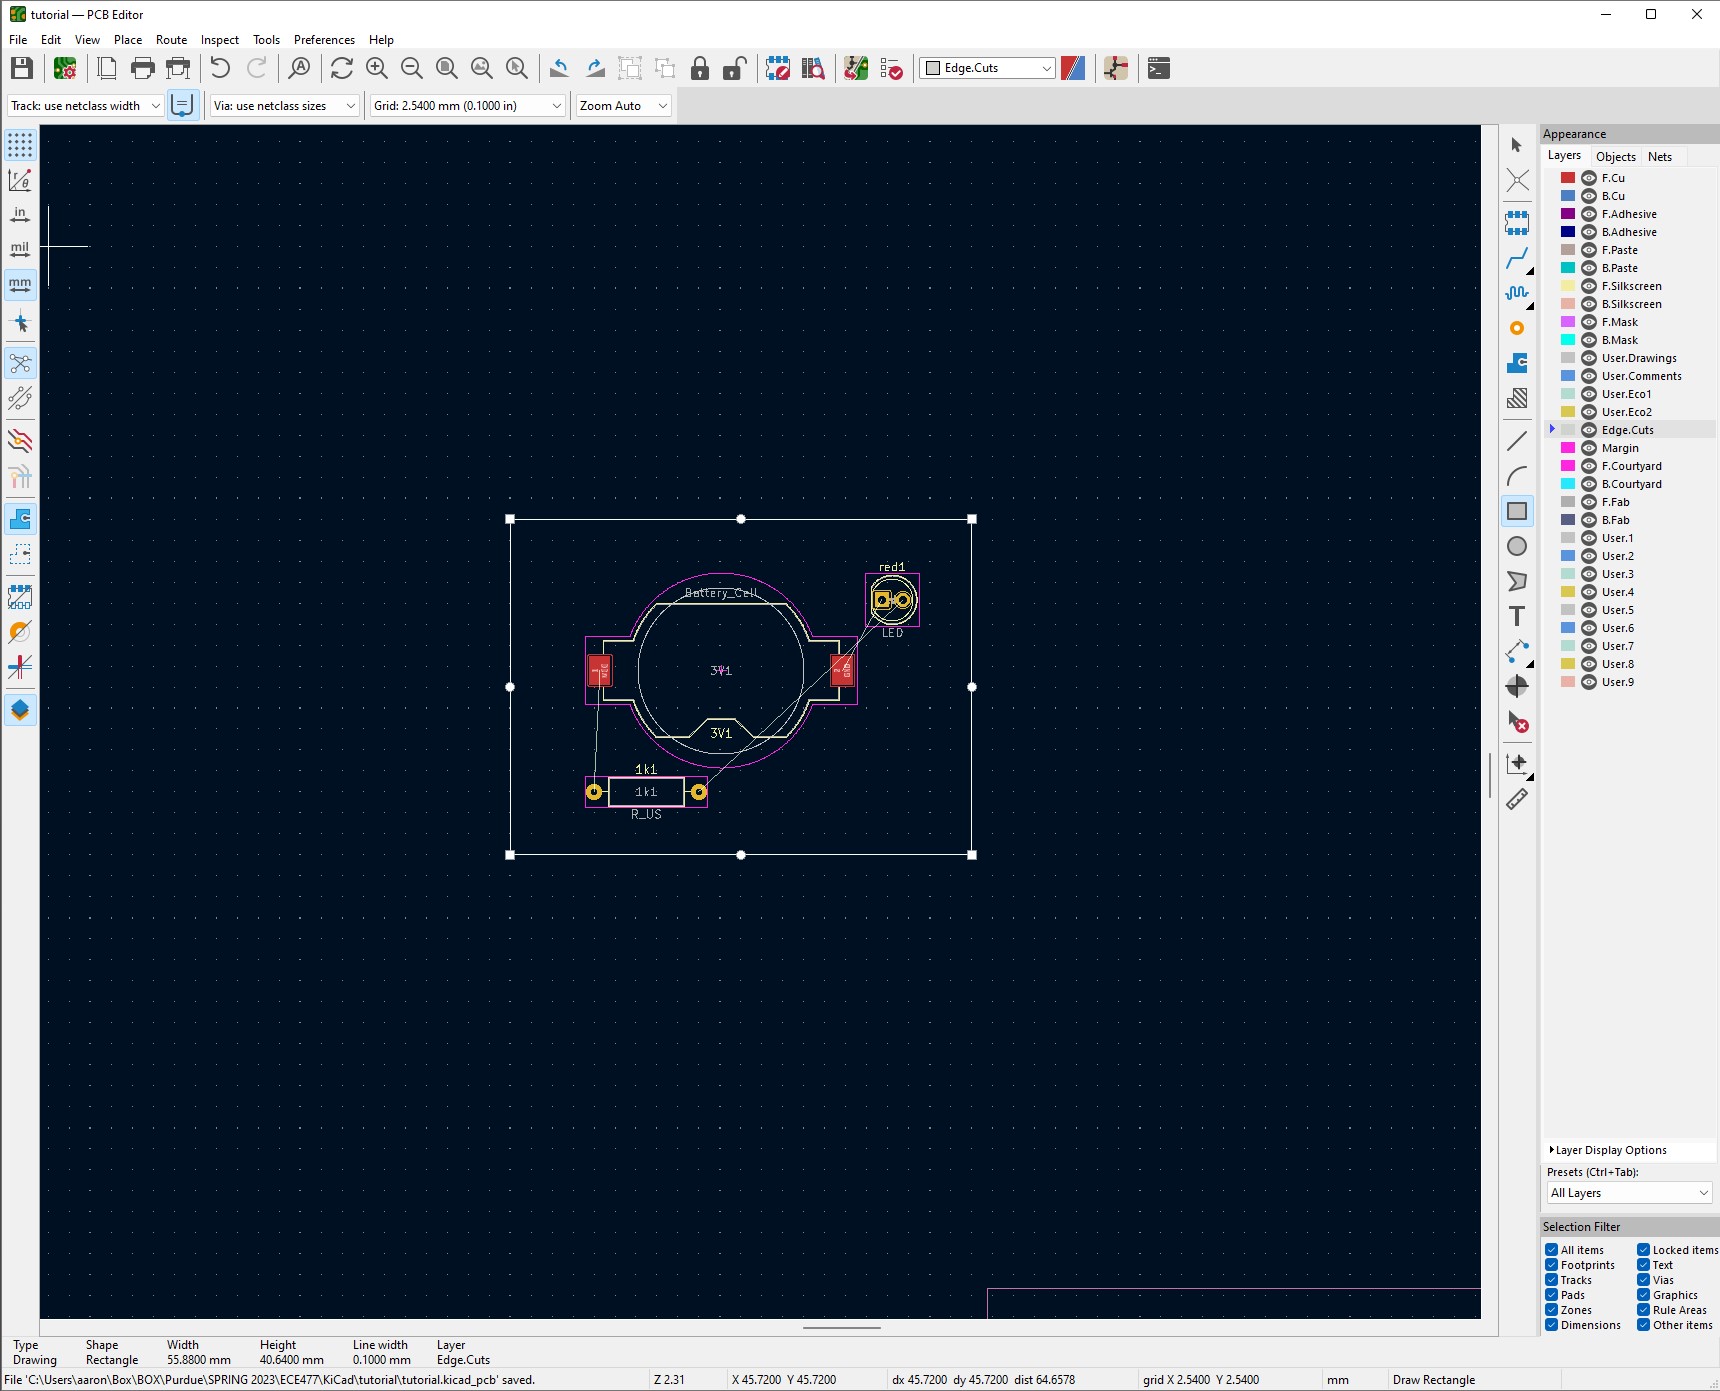 tutorial — PCB Editor
File Edit View Place Route Inspect Tools Preferences Help
Edge.Cuts
Track: use netclass width Via: use netclass sizes Grid: 2.5400 mm (0.1000 in) Zoom Auto
in
mil
mm
Appearance
Layers Objects Nets
F.Cu
B.Cu
F.Adhesive
B.Adhesive
F.Paste
B.Paste
F.Silkscreen
B.Silkscreen
F.Mask
B.Mask
User.Drawings
User.Comments
User.Eco1
User.Eco2
Edge.Cuts
Margin
F.Courtyard
B.Courtyard
F.Fab
B.Fab
User.1
User.2
User.3
User.4
User.5
User.6
User.7
User.8
User.9
red1
Battery_Cell
LED
3V1
3V1
1k1
1k1
R_US
Layer Display Options
Presets (Ctrl+Tab):
All Layers
Selection Filter
All items Locked items
Footprints Text
Tracks Vias
Pads Graphics
Zones Rule Areas
Dimensions Other items
Type Shape Width Height Line width Layer
Drawing Rectangle 55.8800 mm 40.6400 mm 0.1000 mm Edge.Cuts
File 'C:\Users\aaron\Box\BOX\Purdue\SPRING 2023\ECE477\KiCad\tutorial\tutorial.kicad_pcb' saved. Z 2.31 X 45.7200 Y 45.7200 dx 45.7200 dy 45.7200 dist 64.6578 grid X 2.5400 Y 2.5400 mm Draw Rectangle